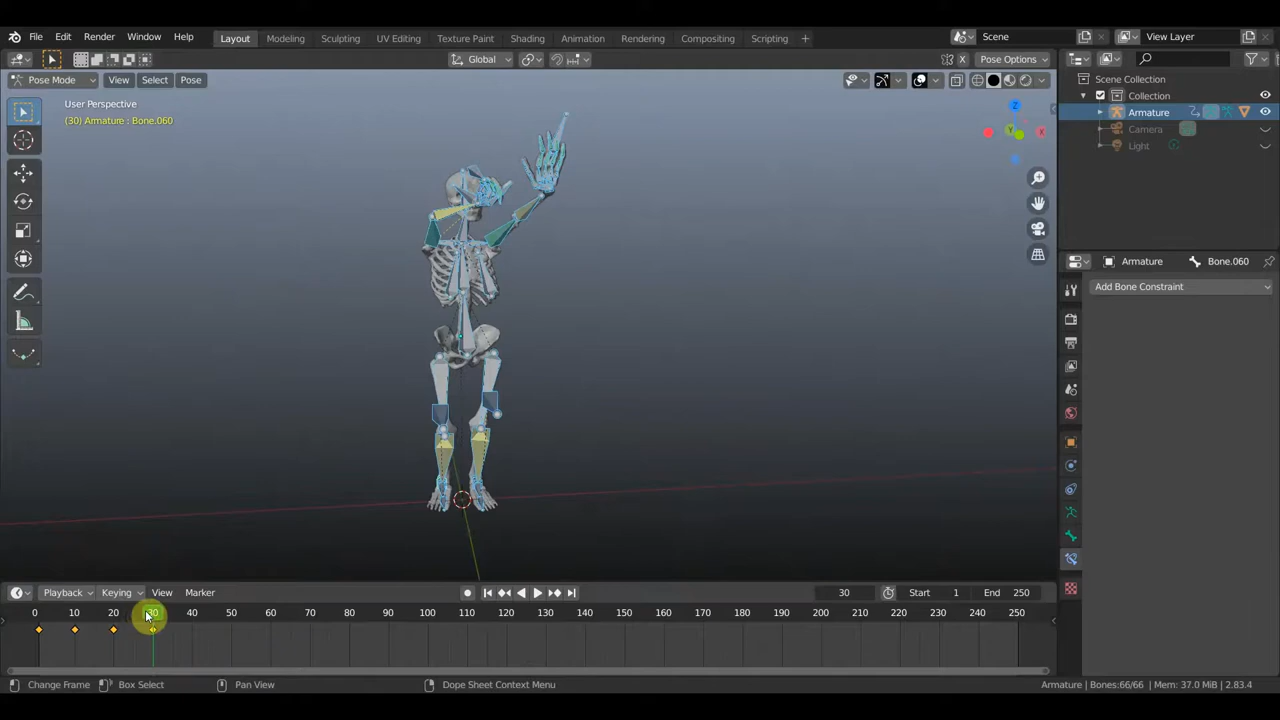 File Edit Render Window Help
Layout Modeling Sculpting UV Editing Texture Paint Shading Animation Rendering Compositing Scripting +
Scene
View Layer
Global
X
Pose Options
Pose Mode View Select Pose
User Perspective
(30) Armature : Bone.060
Z
X
Y
Scene Collection
Collection
Armature
Camera
Light
Armature
Bone.060
Add Bone Constraint
Playback Keying View Marker
30
Start 1
End 250
0 10 20 30 40 50 60 70 80 90 100 110 120 130 140 150 160 170 180 190 200 210 220 230 240 250
Change Frame Box Select Pan View Dope Sheet Context Menu
Armature | Bones:66/66 | Mem: 37.0 MiB | 2.83.4